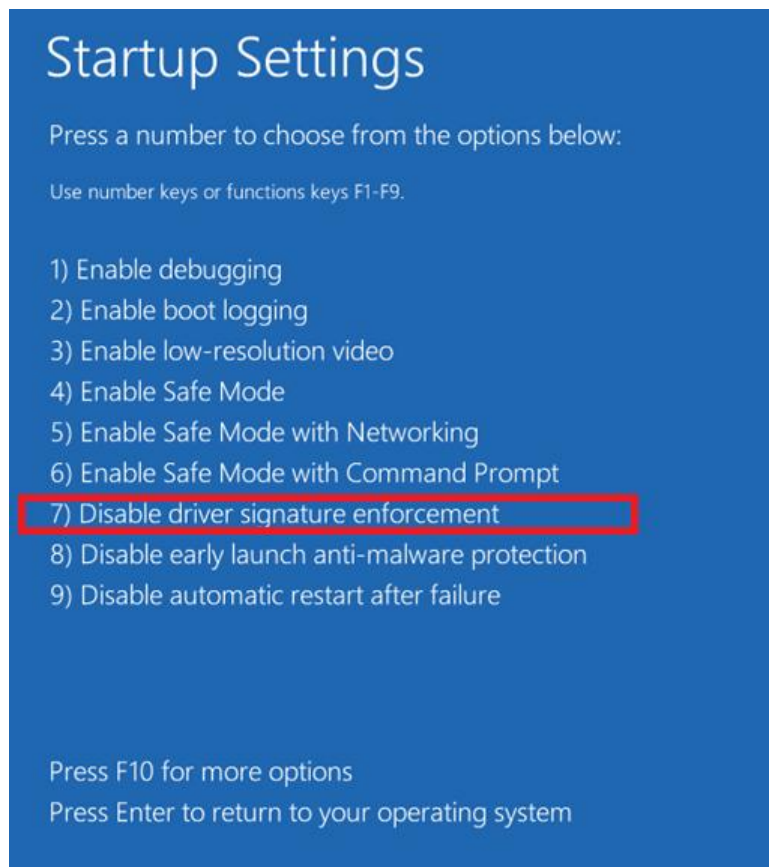 Startup Settings
Press a number to choose from the options below:
Use number keys or functions keys F1-F9.
1) Enable debugging
2) Enable boot logging
3) Enable low-resolution video
4) Enable Safe Mode
5) Enable Safe Mode with Networking
6) Enable Safe Mode with Command Prompt
7) Disable driver signature enforcement
8) Disable early launch anti-malware protection
9) Disable automatic restart after failure
Press F10 for more options
Press Enter to return to your operating system